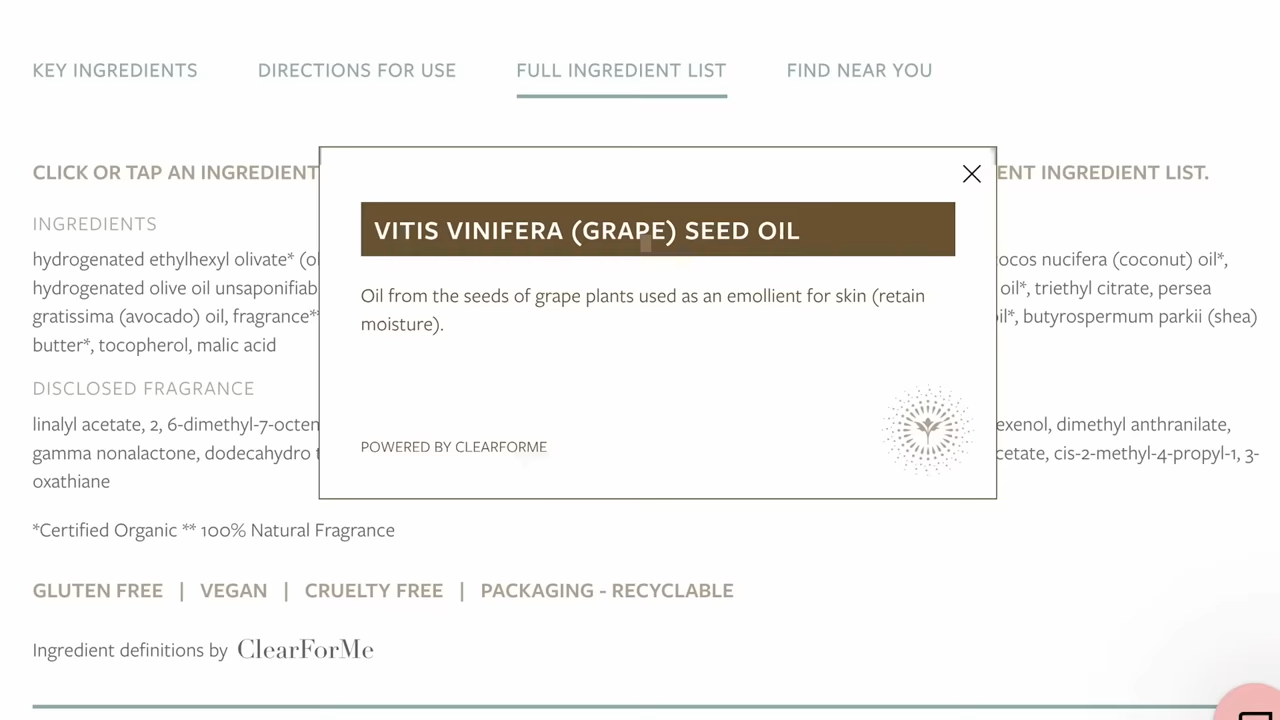 KEY INGREDIENTS DIRECTIONS FOR USE FULL INGREDIENT LIST FIND NEAR YOU
CLICK OR TAP AN INGREDIENT ENT INGREDIENT LIST.
VITIS VINIFERA (GRAPE) SEED OIL
Oil from the seeds of grape plants used as an emollient for skin (retain
moisture).
POWERED BY CLEARFORME
INGREDIENTS
hydrogenated ethylhexyl olivate* (o ocos nucifera (coconut) oil*,
hydrogenated olive oil unsaponifiab oil*, triethyl citrate, persea
gratissima (avocado) oil, fragrance** il*, butyrospermum parkii (shea)
butter*, tocopherol, malic acid
DISCLOSED FRAGRANCE
linalyl acetate, 2, 6-dimethyl-7-octen exenol, dimethyl anthranilate,
gamma nonalactone, dodecahydro cetate, cis-2-methyl-4-propyl-1, 3-
oxathiane
*Certified Organic ** 100% Natural Fragrance
GLUTEN FREE | VEGAN | CRUELTY FREE | PACKAGING - RECYCLABLE
Ingredient definitions by ClearForMe